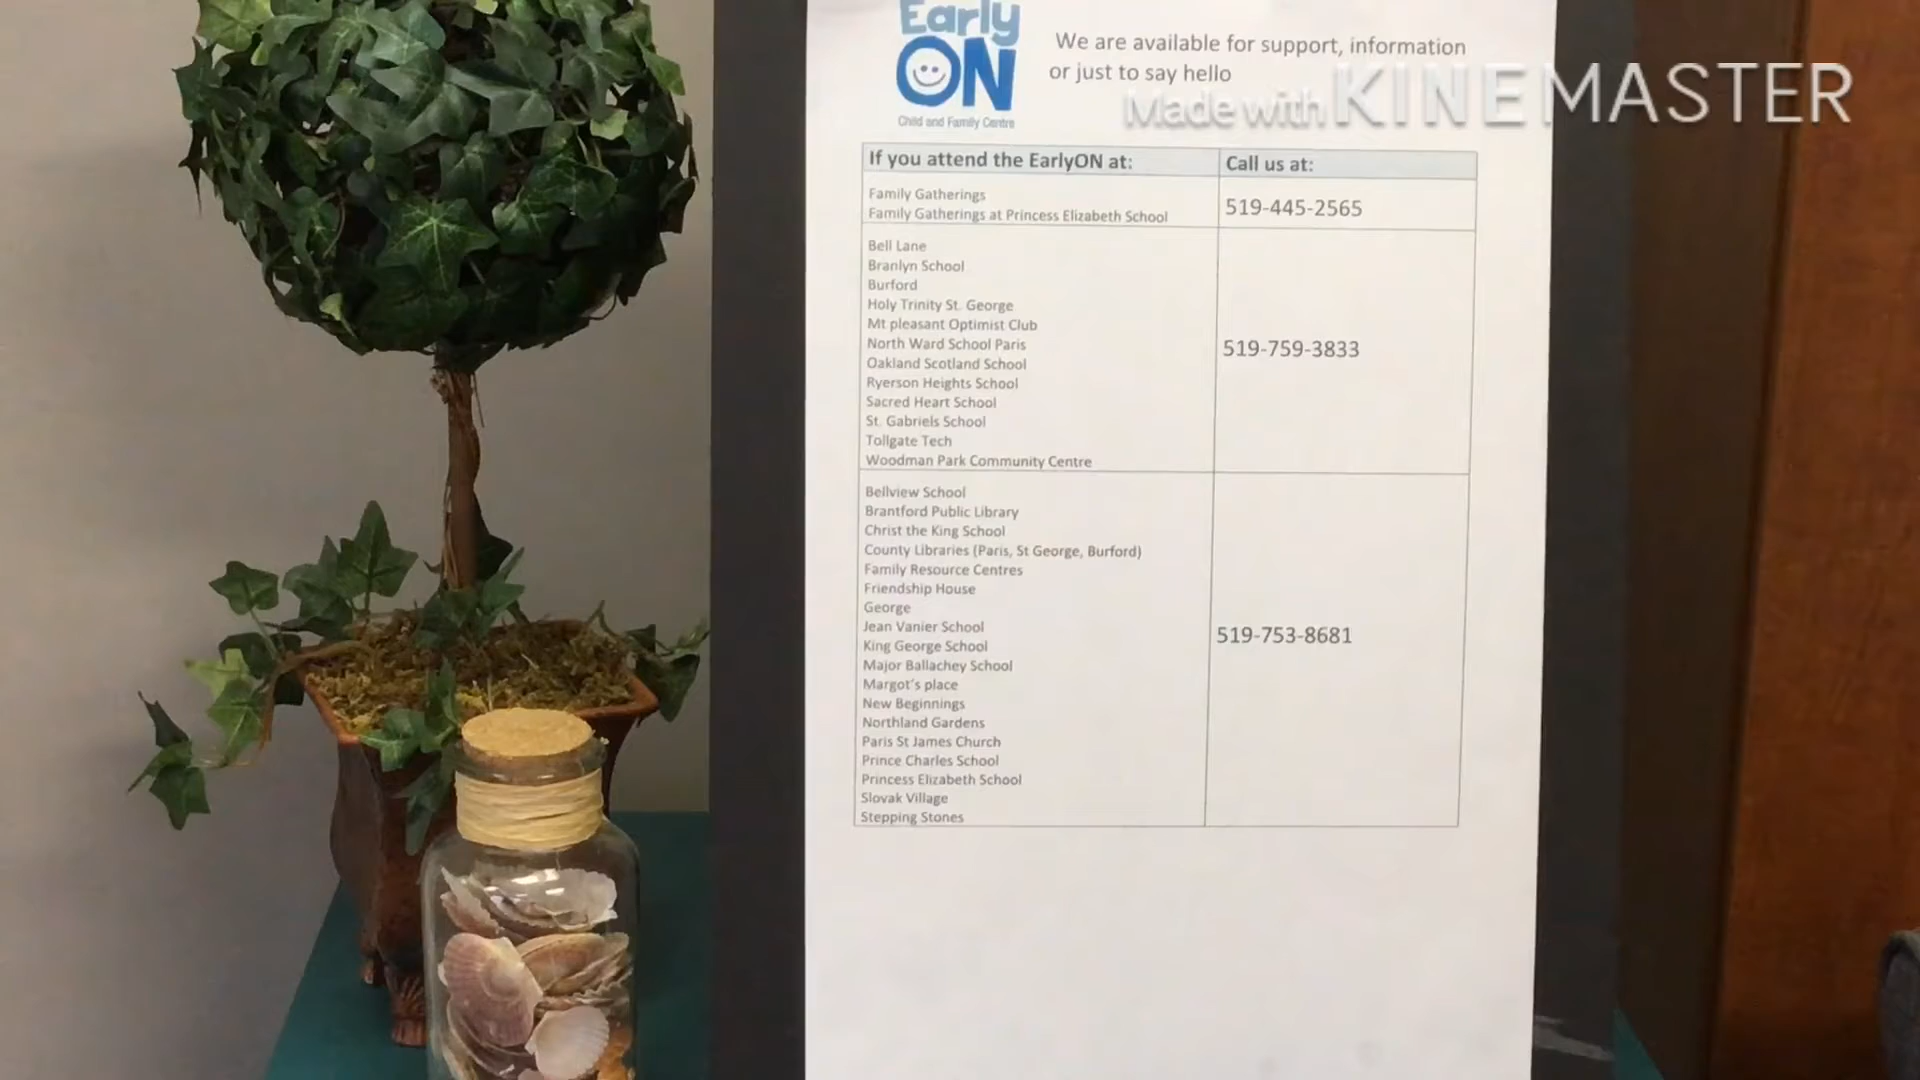 Early
ON
Child and Family Centre
We are available for support, information
or just to say hello
Made with KINEMASTER
If you attend the EarlyON at:
Call us at:
Family Gatherings
Family Gatherings at Princess Elizabeth School
519-445-2565
Bell Lane
Branlyn School
Burford
Holy Trinity St. George
Mt pleasant Optimist Club
North Ward School Paris
Oakland Scotland School
Ryerson Heights School
Sacred Heart School
St. Gabriels School
Tollgate Tech
Woodman Park Community Centre
519-759-3833
Bellview School
Brantford Public Library
Christ the King School
County Libraries (Paris, St George, Burford)
Family Resource Centres
Friendship House
George
Jean Vanier School
King George School
Major Ballachey School
Margot's place
New Beginnings
Northland Gardens
Paris St James Church
Prince Charles School
Princess Elizabeth School
Slovak Village
Stepping Stones
519-753-8681